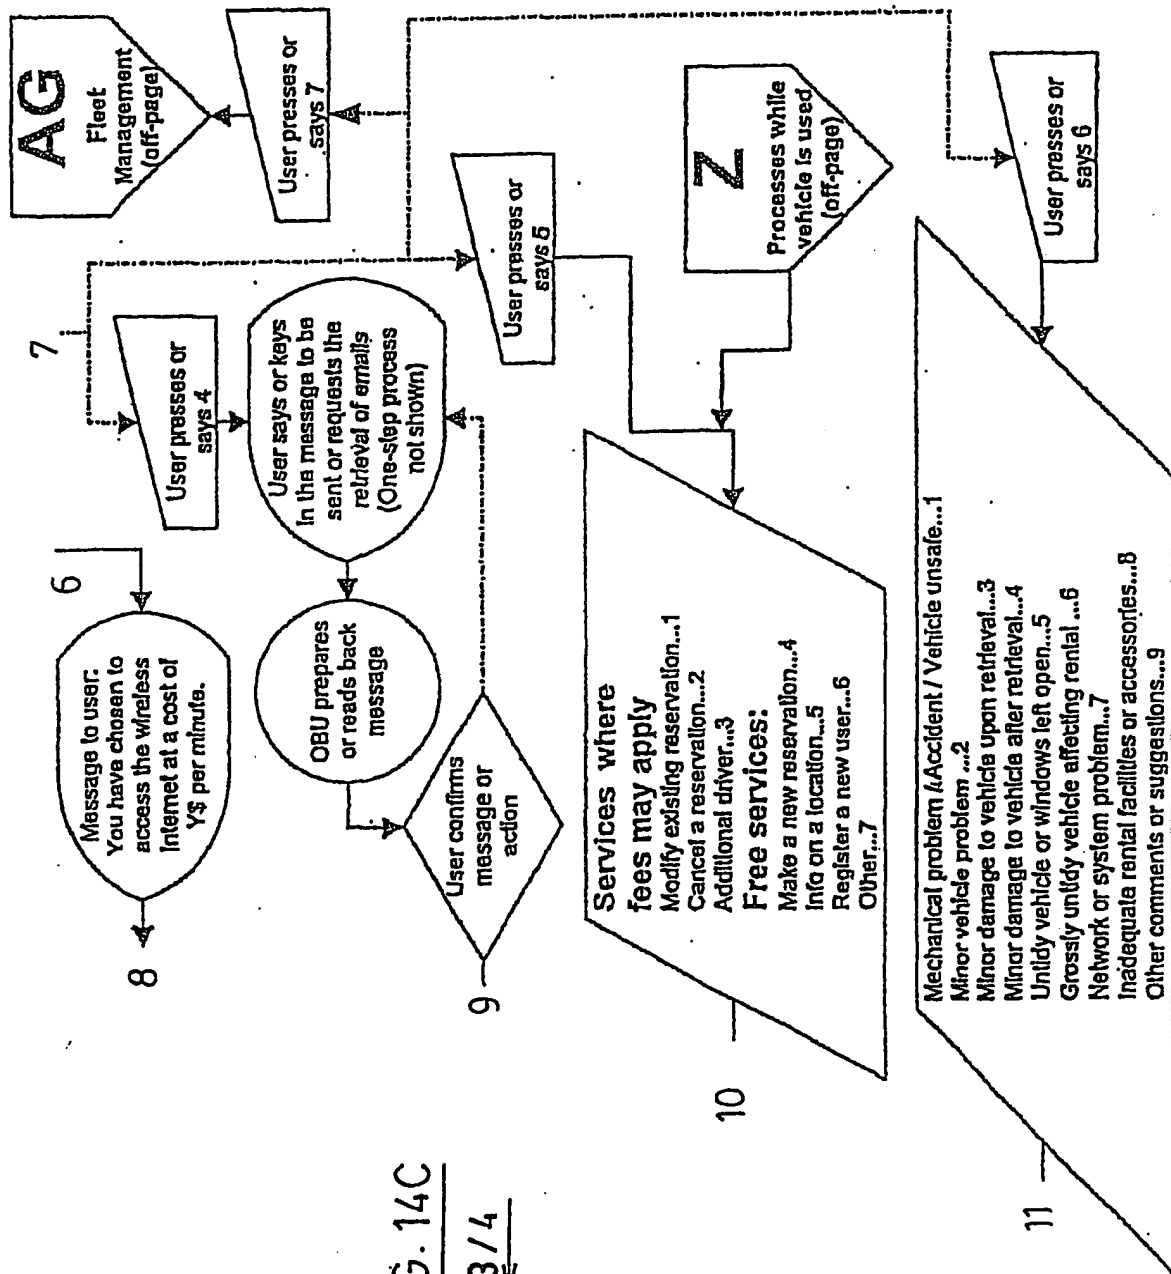 AG
Fleet
Management
(off-page)
User presses or
says 7
7
User presses or
says 4
6
Message to user:
You have chosen to
access the wireless
Internet at a cost of
Y$ per minute.
8
User says or keys
in the message to be
sent or requests the
retrieval of emails
(One-step process
not shown)
OBU prepares
or reads back
message
User confirms
message or
action
9
User presses or
says 5
Z
Processes while
vehicle is used
(off-page)
User presses or
says 6
Services where
fees may apply
Modify existing reservation...1
Cancel a reservation...2
Additional driver...3
Free services:
Make a new reservation...4
Info on a location...5
Register a new user...6
Other...7
10
Mechanical problem /Accident / Vehicle unsafe...1
Minor vehicle problem ...2
Minor damage to vehicle upon retrieval...3
Minor damage to vehicle after retrieval...4
Untidy vehicle or windows left open...5
Grossly untidy vehicle affecting rental ...6
Network or system problem...7
Inadequate rental facilities or accessories...8
Other comments or suggestions...9
11
G. 14C
3/4